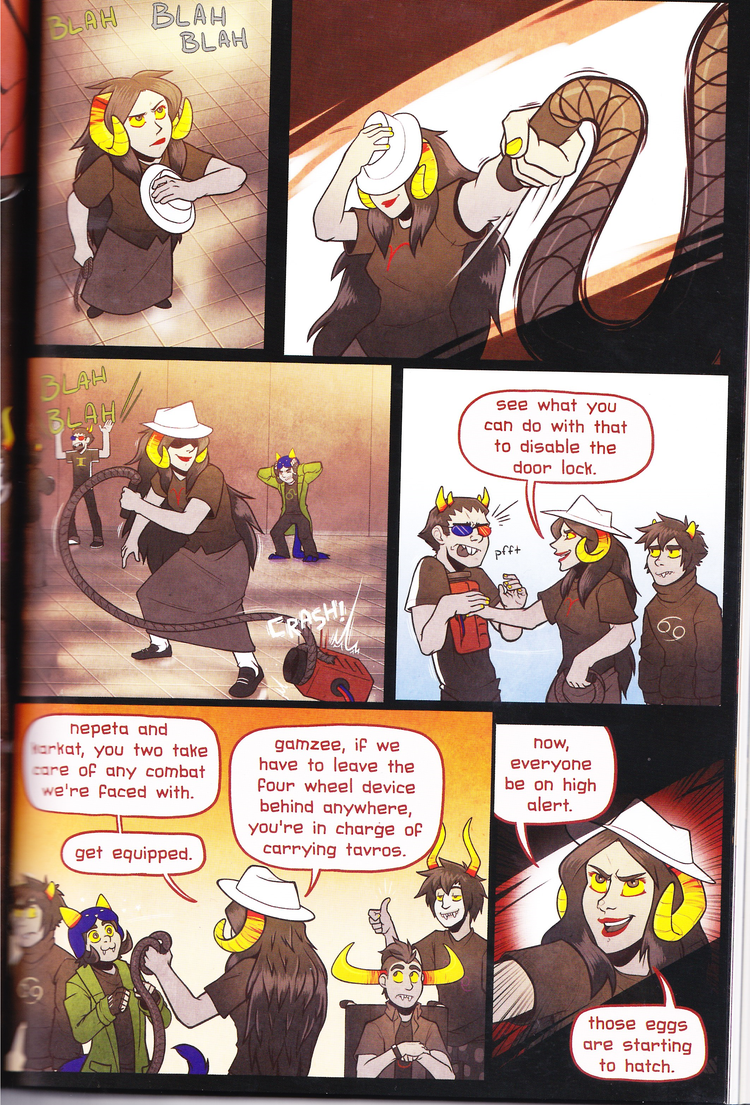 BLAH
BLAH
BLAH
BLAH
BLAH
CRASH!
see what you
can do with that
to disable the
door lock.
pfft
nepeta and
karkat, you two take
care of any combat
we're faced with.
get equipped.
gamzee, if we
have to leave the
four wheel device
behind anywhere,
you're in charge of
carrying tavros.
now,
everyone
be on high
alert.
those eggs
are starting
to hatch.